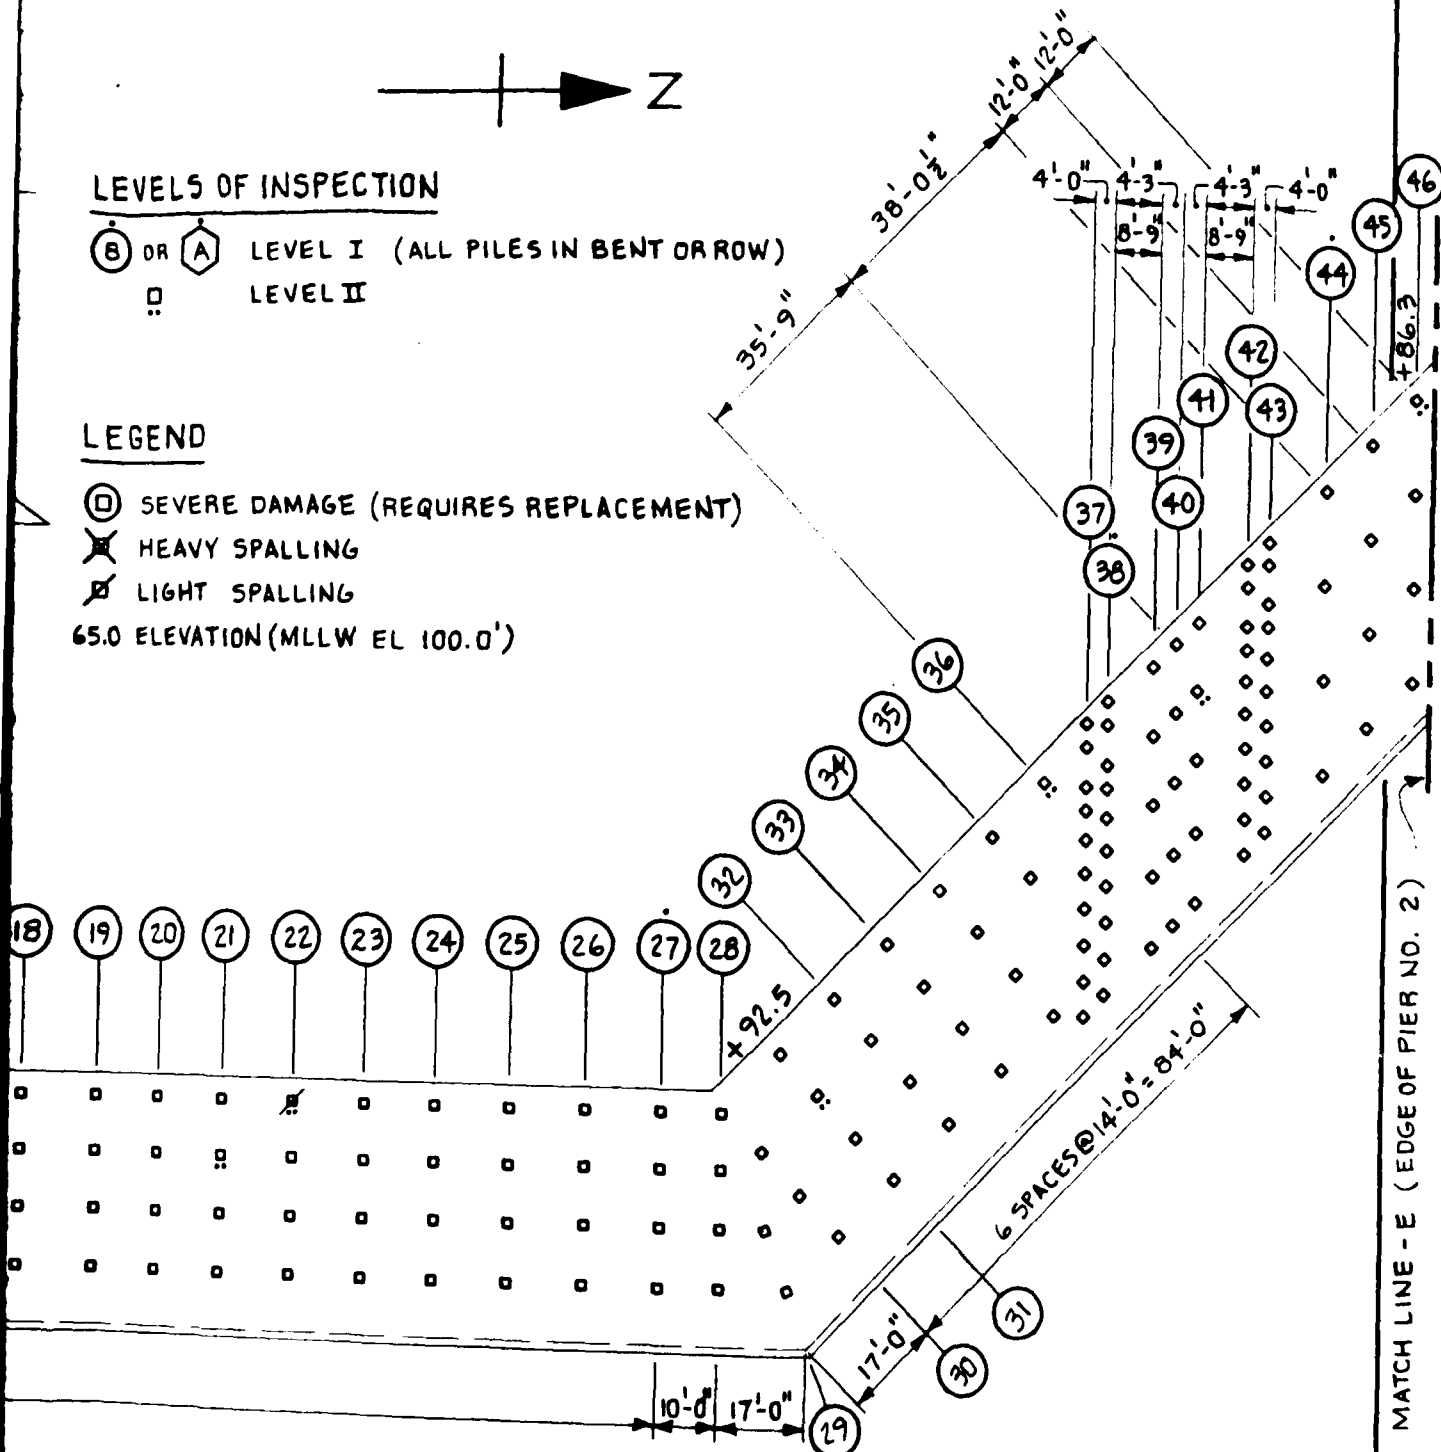 Z
LEVELS OF INSPECTION
B OR A LEVEL I (ALL PILES IN BENT OR ROW)
LEVEL II
LEGEND
SEVERE DAMAGE (REQUIRES REPLACEMENT)
HEAVY SPALLING
LIGHT SPALLING
65.0 ELEVATION (MLLW EL 100.0')
35'-9"
38'-0 1/2"
12'-0"
12'-0"
4'-0" 4'-3" 4'-3" 4'-0"
8'-9" 8'-9"
46
45
44
+86.3
42
43
41
39
40
37
38
36
35
34
33
32
18 19 20 21 22 23 24 25 26 27 28
+92.5
6 SPACES @ 14'-0" = 84'-0"
31
30
29
17'-0"
10'-0" 17'-0"
MATCH LINE - E (EDGE OF PIER NO. 2)